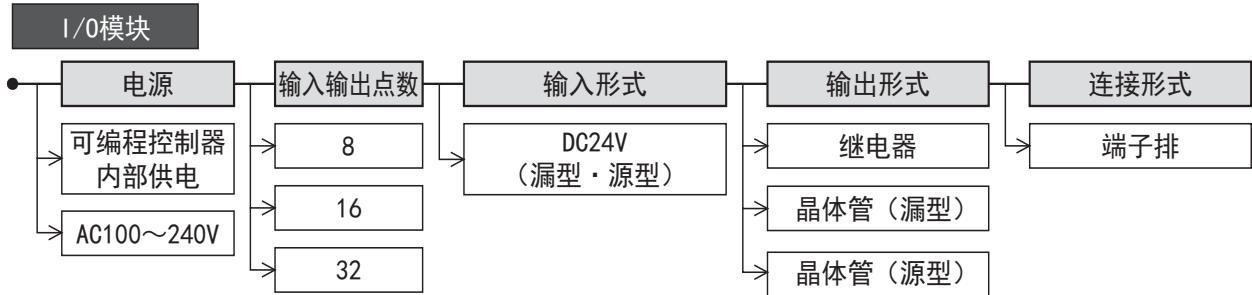 I/O模块
电源
可编程控制器
内部供电
AC100～240V
输入输出点数
8
16
32
输入形式
DC24V
（漏型・源型）
输出形式
继电器
晶体管（漏型）
晶体管（源型）
连接形式
端子排